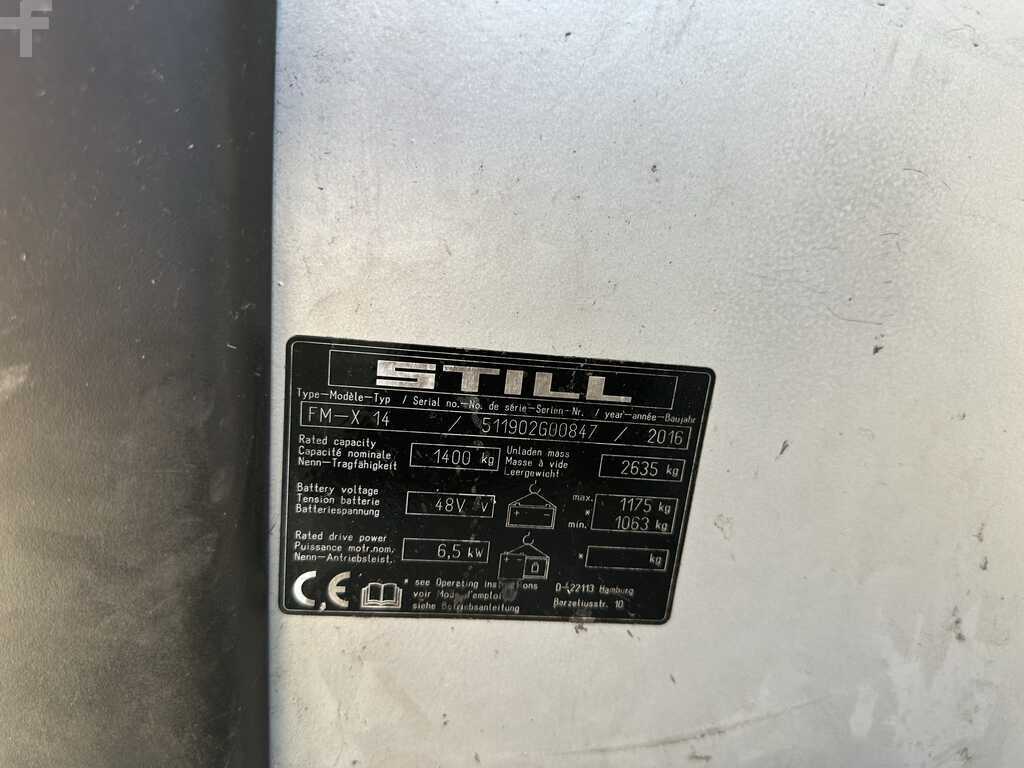 STILL
Type-Modèle-Typ / Serial no.-No. de série-Serien-Nr. / year-année-Baujahr
FM-X 14 / 511902G00847 / 2016
Rated capacity
Capacité nominale
Nenn-Tragfähigkeit
1400 kg
Unladen mass
Masse à vide
Leergewicht
2635 kg
Battery voltage
Tension batterie
Batteriespannung
48V V
max. 1175 kg
*
min. 1063 kg
Rated drive power
Puissance motr.nom.
Nenn-Antriebsleist.
6,5 kW
* kg
CE
* see Operating instructions
voir Mode d'emploi
siehe Betriebsanleitung
D-22113 Hamburg
Berzeliusstr. 10